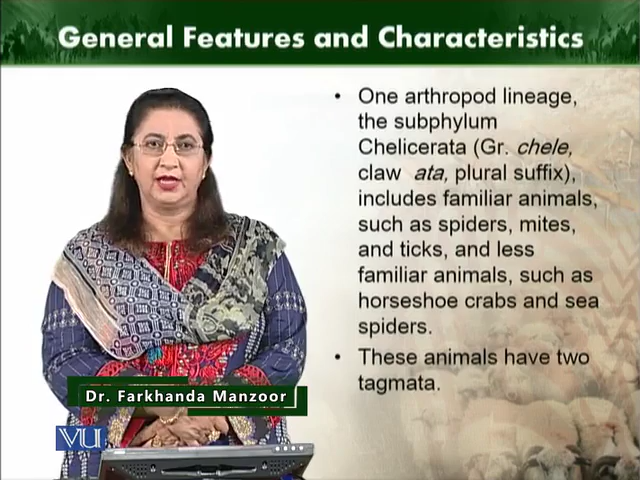 General Features and Characteristics
• One arthropod lineage,
the subphylum
Chelicerata (Gr. chele,
claw ata, plural suffix),
includes familiar animals,
such as spiders, mites,
and ticks, and less
familiar animals, such as
horseshoe crabs and sea
spiders.
• These animals have two
tagmata.
Dr. Farkhanda Manzoor
VU